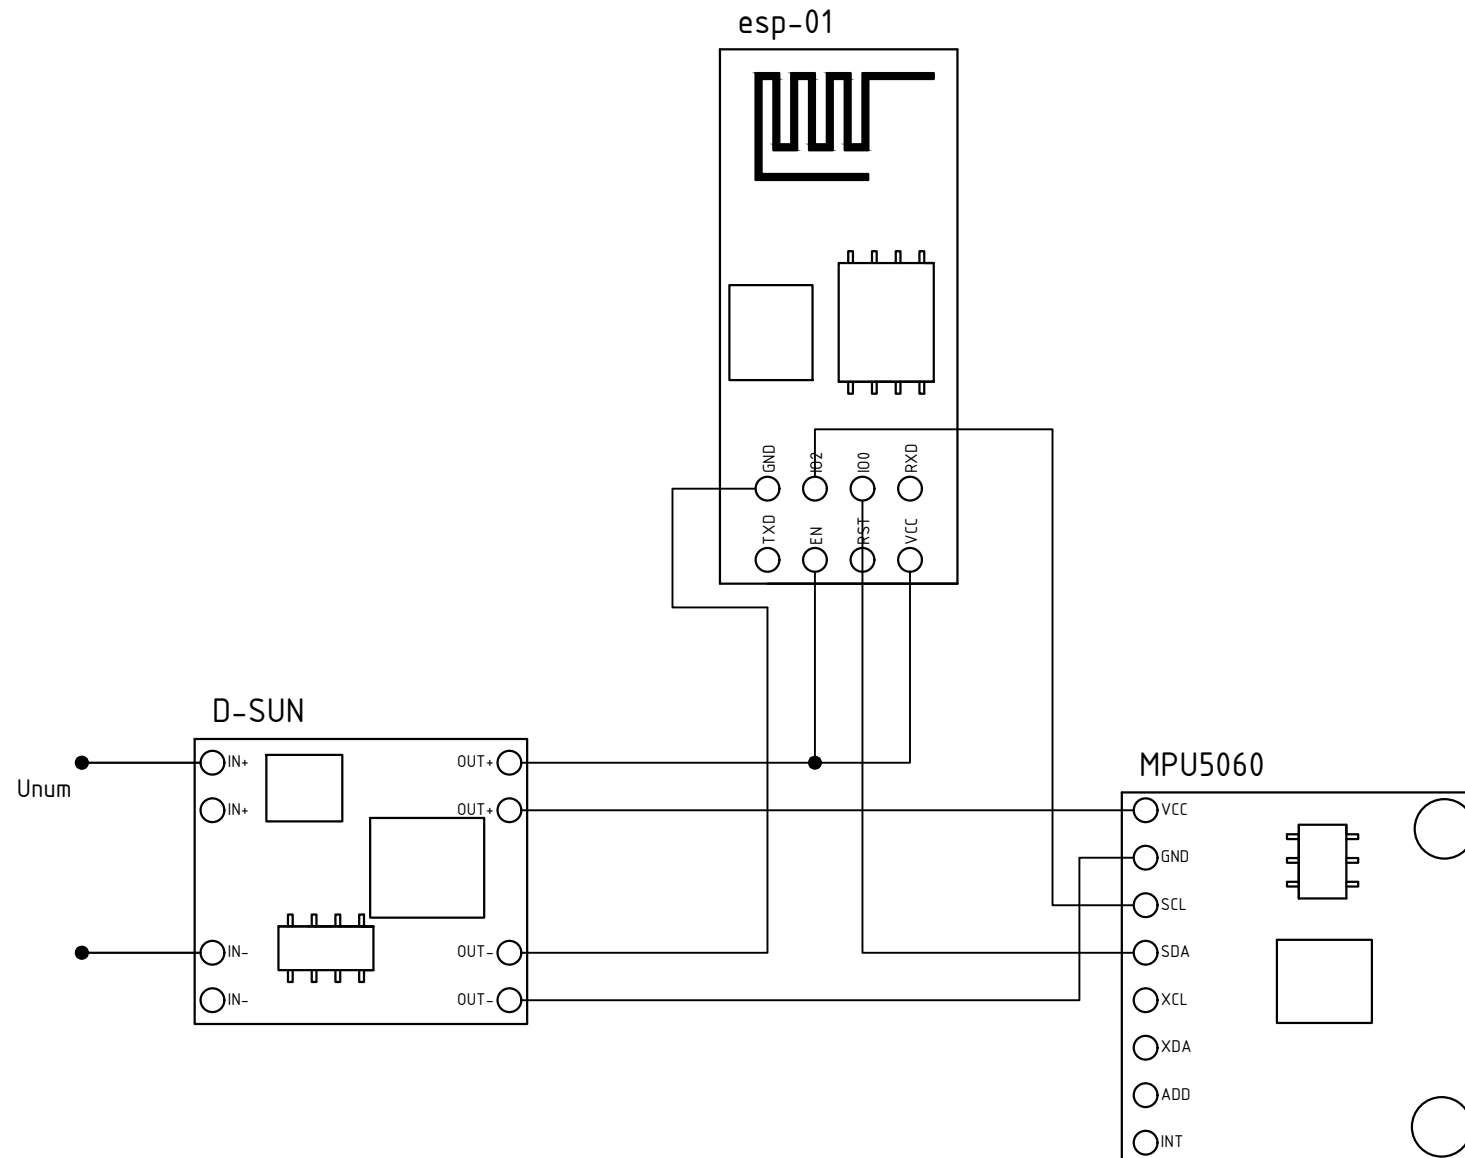 esp-01
GND
IO2
IO0
RXD
TXD
EN
RST
VCC
D-SUN
Unum
IN+
IN+
IN-
IN-
OUT+
OUT+
OUT-
OUT-
MPU5060
VCC
GND
SCL
SDA
XCL
XDA
ADD
INT